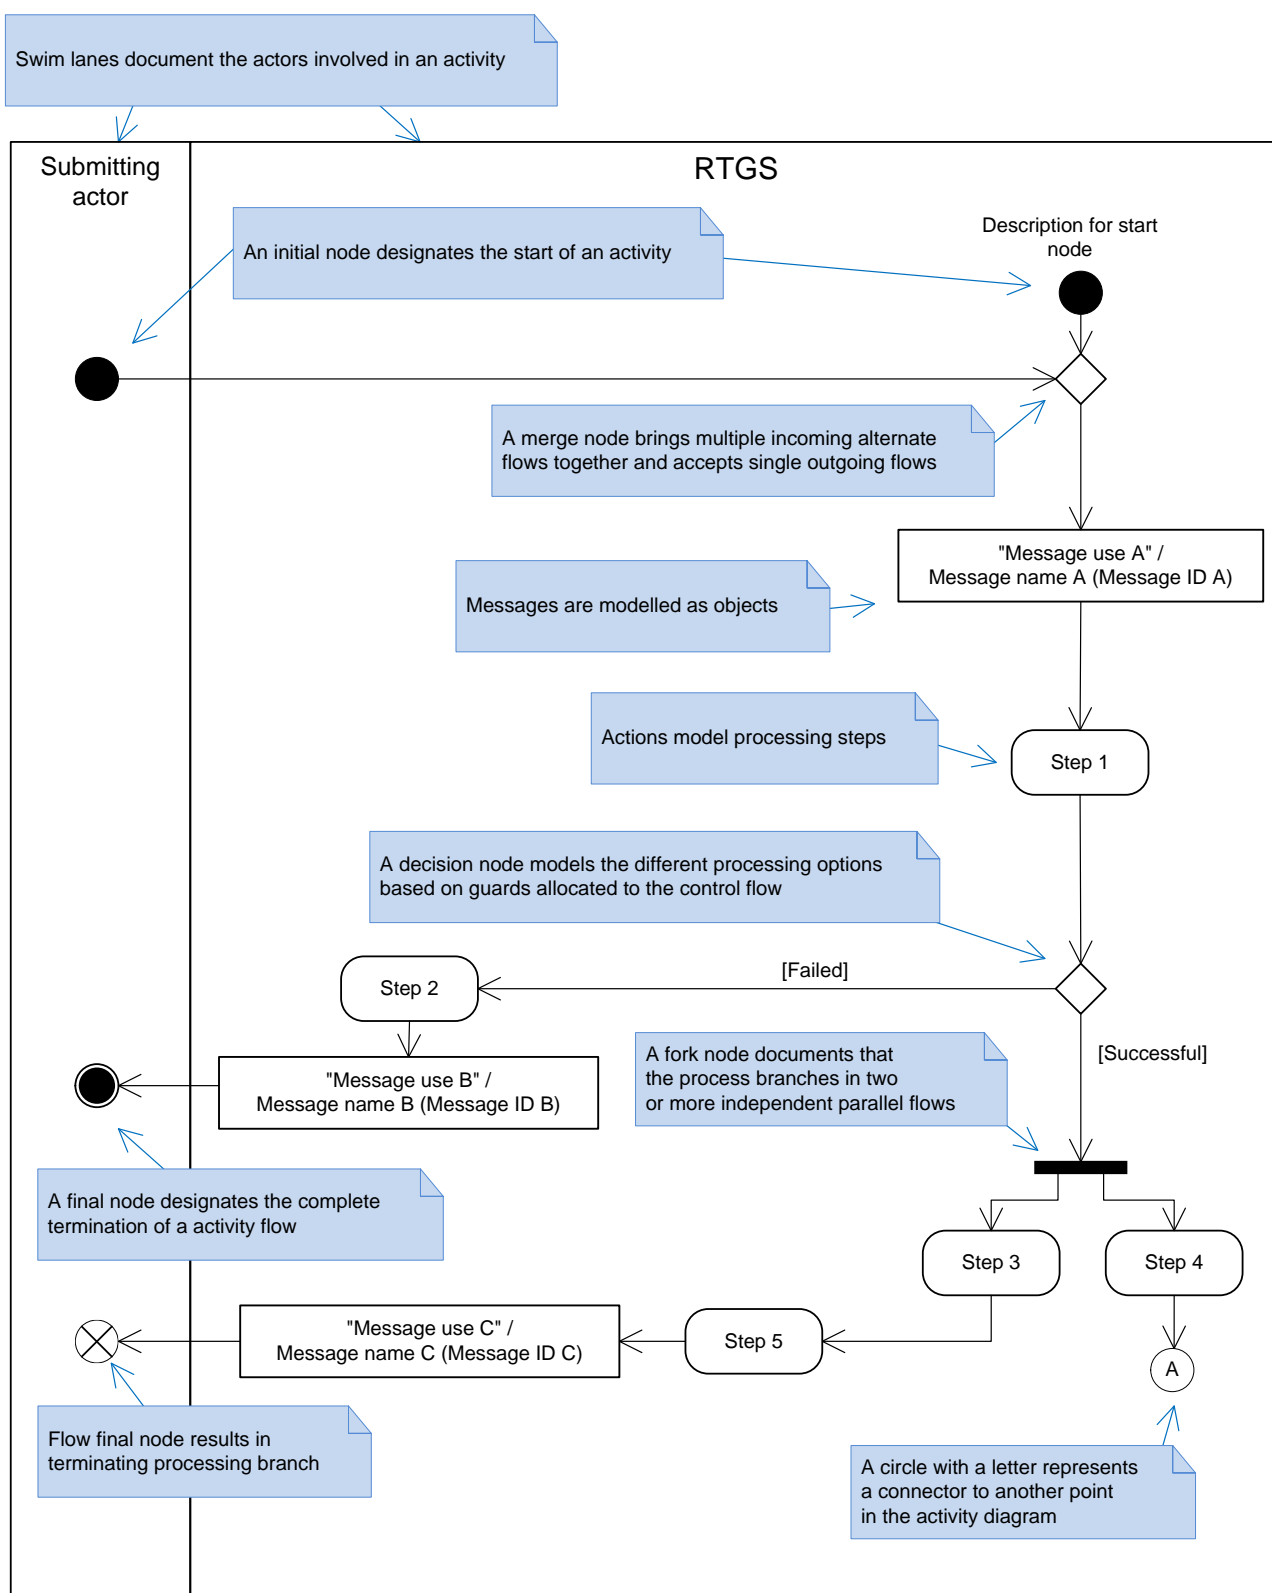 Swim lanes document the actors involved in an activity
Submitting
actor
RTGS
An initial node designates the start of an activity
Description for start
node
A merge node brings multiple incoming alternate
flows together and accepts single outgoing flows
"Message use A" /
Message name A (Message ID A)
Messages are modelled as objects
Actions model processing steps
Step 1
A decision node models the different processing options
based on guards allocated to the control flow
[Failed]
Step 2
[Successful]
A fork node documents that
the process branches in two
or more independent parallel flows
"Message use B" /
Message name B (Message ID B)
A final node designates the complete
termination of a activity flow
Step 3
Step 4
"Message use C" /
Message name C (Message ID C)
Step 5
A
Flow final node results in
terminating processing branch
A circle with a letter represents
a connector to another point
in the activity diagram